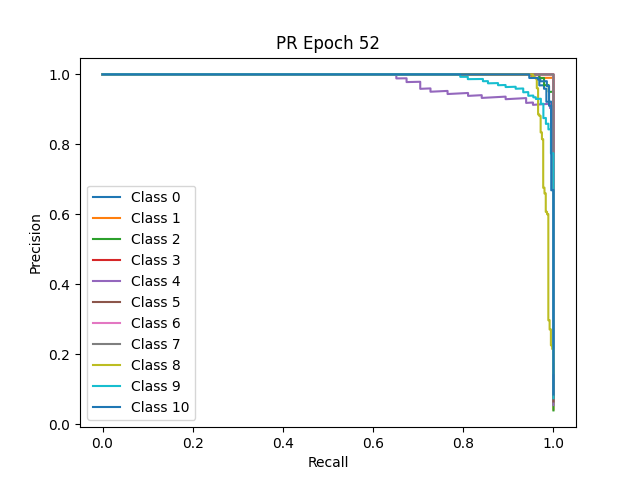 PR Epoch 52
1.0
0.8
0.6
0.4
0.2
0.0
Precision
Class 0
Class 1
Class 2
Class 3
Class 4
Class 5
Class 6
Class 7
Class 8
Class 9
Class 10
0.0 0.2 0.4 0.6 0.8 1.0
Recall